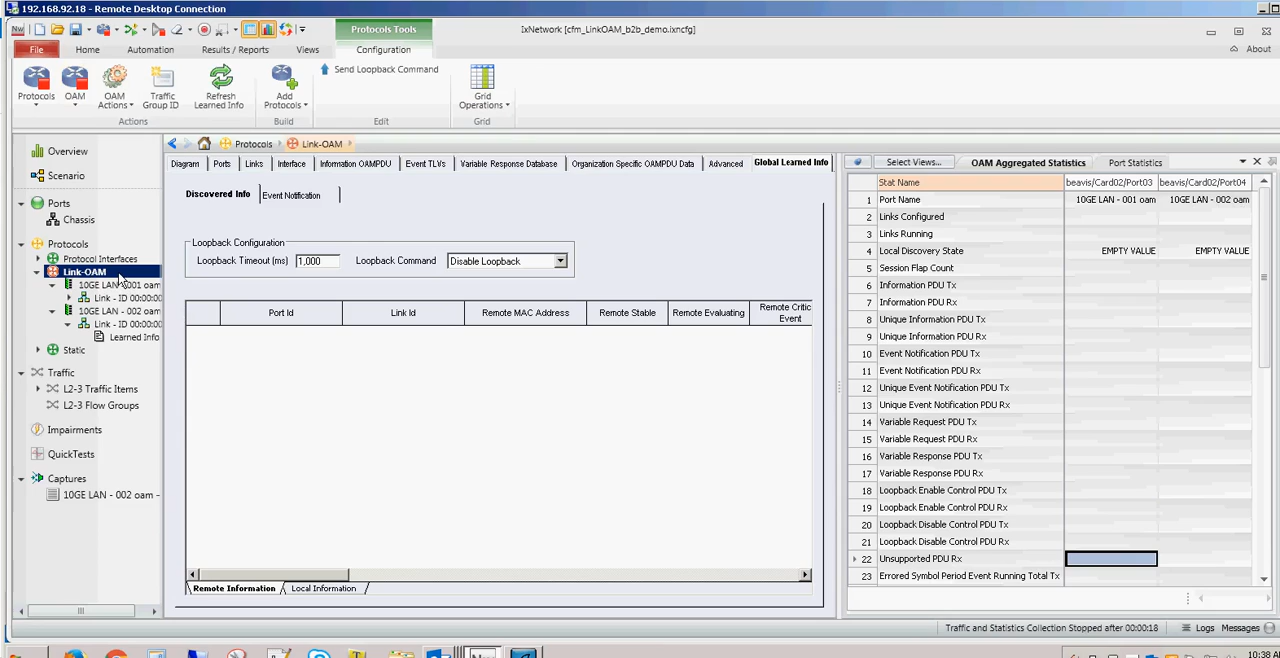 192.168.92.18 - Remote Desktop Connection
Protocols Tools
IxNetwork [cfm_LinkOAM_b2b_demo.ixncfg]
File
Home
Automation
Results / Reports
Views
Configuration
About
Protocols
OAM
OAM Actions
Traffic Group ID
Refresh Learned Info
Add Protocols
Send Loopback Command
Grid Operations
Actions
Build
Edit
Grid
Overview
Scenario
Ports
Chassis
Protocols
Protocol Interfaces
Link-OAM
10GE LAN - 001 oam
Link - ID 00:00:00
10GE LAN - 002 oam
Link - ID 00:00:00
Learned Info
Static
Traffic
L2-3 Traffic Items
L2-3 Flow Groups
Impairments
QuickTests
Captures
10GE LAN - 002 oam -
Protocols
Link-OAM
Diagram
Ports
Links
Interface
Information OAMPDU
Event TLVs
Variable Response Database
Organization Specific OAMPDU Data
Advanced
Global Learned Info
Discovered Info
Event Notification
Loopback Configuration
Loopback Timeout (ms)
1,000
Loopback Command
Disable Loopback
Port Id
Link Id
Remote MAC Address
Remote Stable
Remote Evaluating
Remote Critic
Event
Remote Information
Local Information
Select Views...
OAM Aggregated Statistics
Port Statistics
Stat Name beavis/Card02/Port03 beavis/Card02/Port04
1 Port Name 10GE LAN - 001 oam 10GE LAN - 002 oam
2 Links Configured
3 Links Running
4 Local Discovery State EMPTY VALUE EMPTY VALUE
5 Session Flap Count
6 Information PDU Tx
7 Information PDU Rx
8 Unique Information PDU Tx
9 Unique Information PDU Rx
10 Event Notification PDU Tx
11 Event Notification PDU Rx
12 Unique Event Notification PDU Tx
13 Unique Event Notification PDU Rx
14 Variable Request PDU Tx
15 Variable Request PDU Rx
16 Variable Response PDU Tx
17 Variable Response PDU Rx
18 Loopback Enable Control PDU Tx
19 Loopback Enable Control PDU Rx
20 Loopback Disable Control PDU Tx
21 Loopback Disable Control PDU Rx
22 Unsupported PDU Rx
23 Errored Symbol Period Event Running Total Tx
Traffic and Statistics Collection Stopped after 00:00:18
Logs
Messages
10:38 A